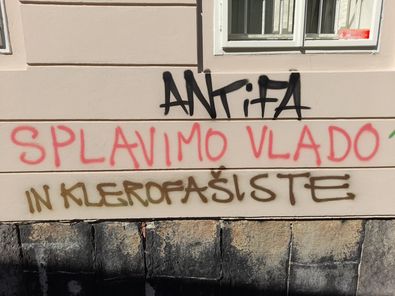 ANTiFA
SPLAVIMO VLADO
IN KLEROFAŠISTE